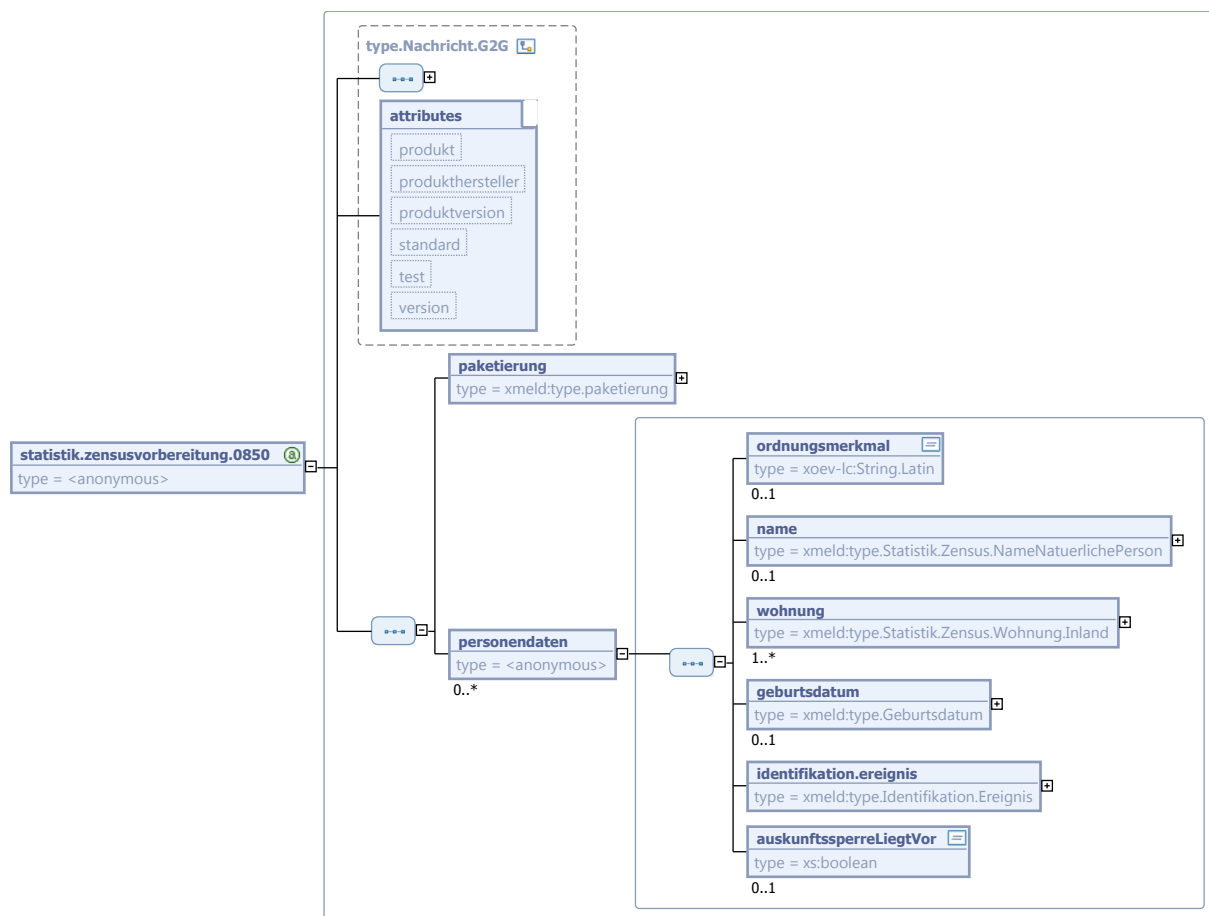 type.Nachricht.G2G
attributes
produkt
produkthersteller
produktversion
standard
test
version
paketierung
type = xmeld:type.paketierung
statistik.zensusvorbereitung.0850
type = <anonymous>
personendaten
type = <anonymous>
0..*
ordnungsmerkmal
type = xoev-lc:String.Latin
0..1
name
type = xmeld:type.Statistik.Zensus.NameNatuerlichePerson
0..1
wohnung
type = xmeld:type.Statistik.Zensus.Wohnung.Inland
1..*
geburtsdatum
type = xmeld:type.Geburtsdatum
0..1
identifikation.ereignis
type = xmeld:type.Identifikation.Ereignis
auskunftssperreLiegtVor
type = xs:boolean
0..1